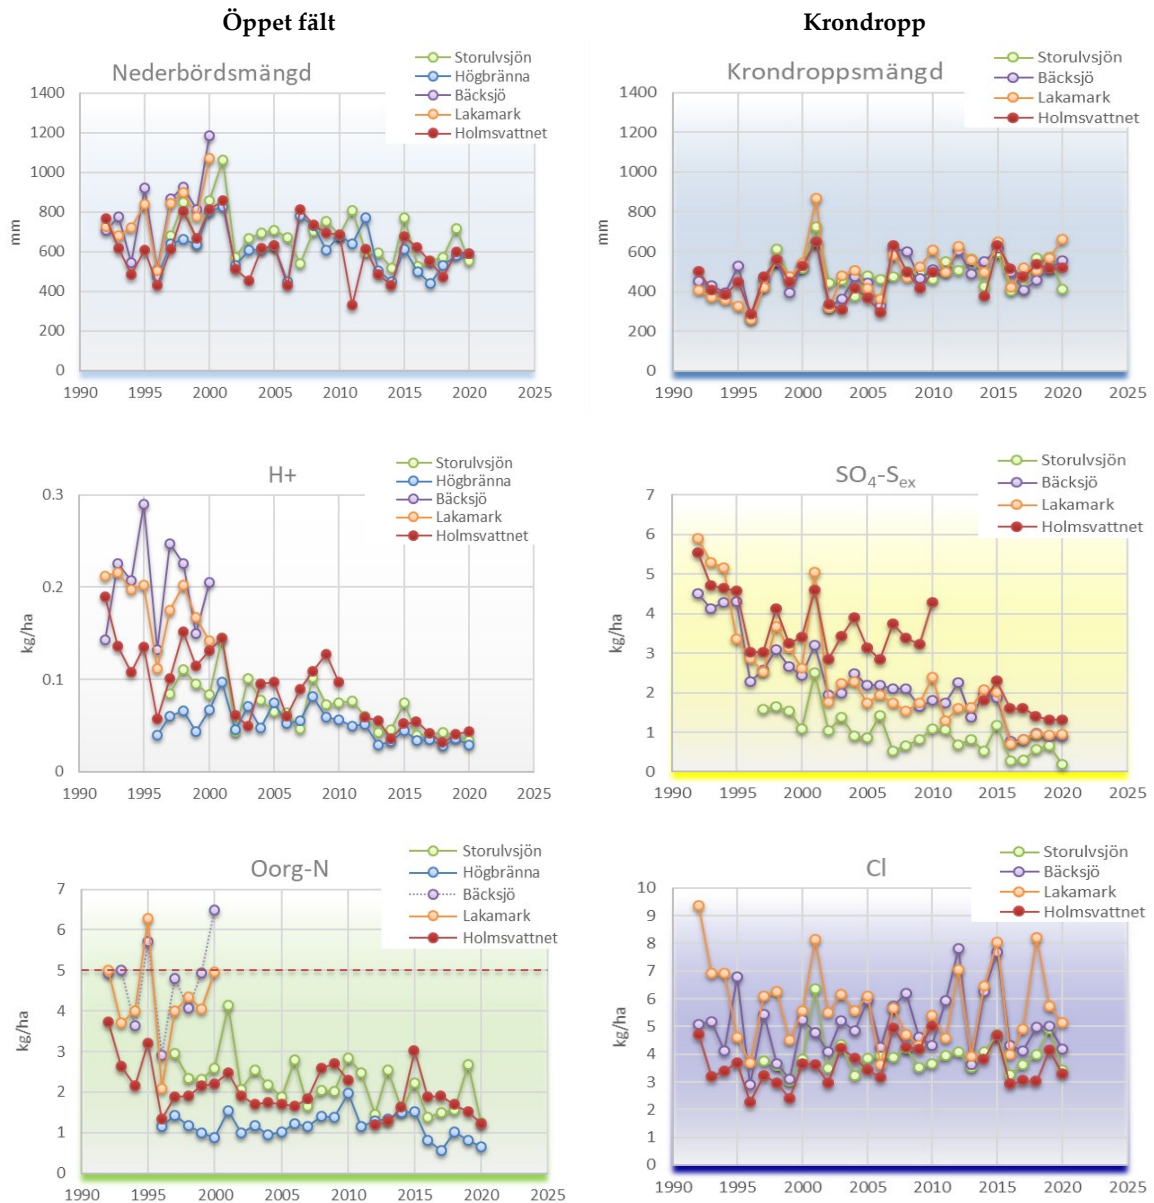 Öppet fält
Krondropp
Nederbördsmängd
Storulvsjön
Högbränna
Bäcksjö
Lakamark
Holmsvattnet
mm
1400
1200
1000
800
600
400
200
0
1990 1995 2000 2005 2010 2015 2020 2025
Krondroppsmängd
Storulvsjön
Bäcksjö
Lakamark
Holmsvattnet
mm
1400
1200
1000
800
600
400
200
0
1990 1995 2000 2005 2010 2015 2020 2025
H+
Storulvsjön
Högbränna
Bäcksjö
Lakamark
Holmsvattnet
kg/ha
0.3
0.2
0.1
0
1990 1995 2000 2005 2010 2015 2020 2025
SO₄-Sₑₓ
Storulvsjön
Bäcksjö
Lakamark
Holmsvattnet
kg/ha
7
6
5
4
3
2
1
0
1990 1995 2000 2005 2010 2015 2020 2025
Oorg-N
Storulvsjön
Högbränna
Bäcksjö
Lakamark
Holmsvattnet
kg/ha
7
6
5
4
3
2
1
0
1990 1995 2000 2005 2010 2015 2020 2025
Cl
Storulvsjön
Bäcksjö
Lakamark
Holmsvattnet
kg/ha
10
9
8
7
6
5
4
3
2
1
0
1990 1995 2000 2005 2010 2015 2020 2025